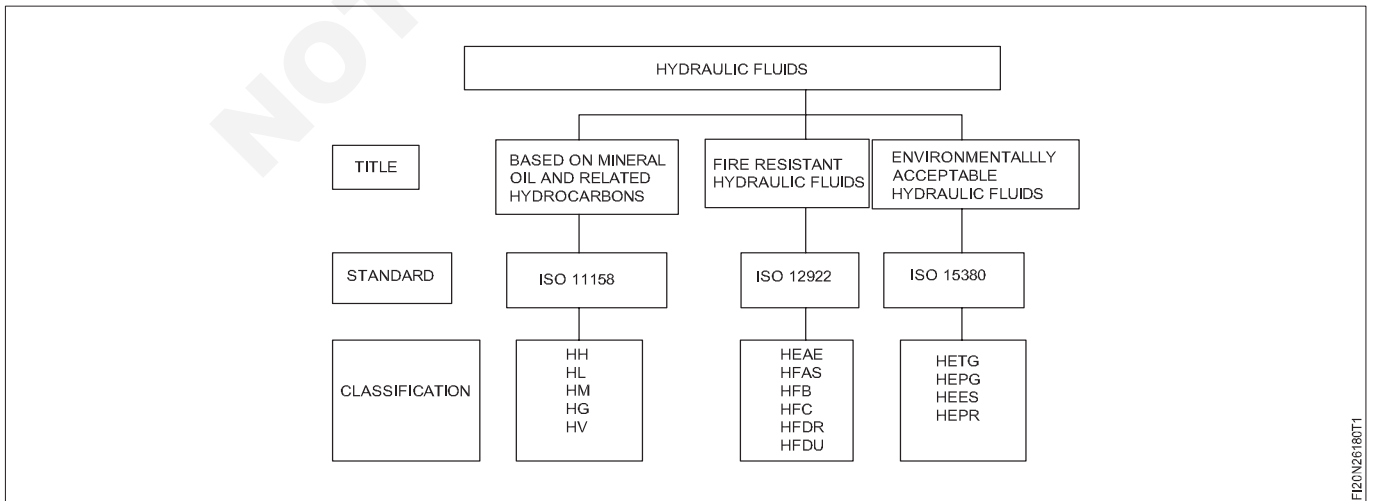 NOT
HYDRAULIC FLUIDS
TITLE
BASED ON MINERAL
OIL AND RELATED
HYDROCARBONS
FIRE RESISTANT
HYDRAULIC FLUIDS
ENVIRONMENTALLLY
ACCEPTABLE
HYDRAULIC FLUIDS
STANDARD
ISO 11158
ISO 12922
ISO 15380
CLASSIFICATION
HH
HL
HM
HG
HV
HEAE
HFAS
HFB
HFC
HFDR
HFDU
HETG
HEPG
HEES
HEPR
FI20N26180T1